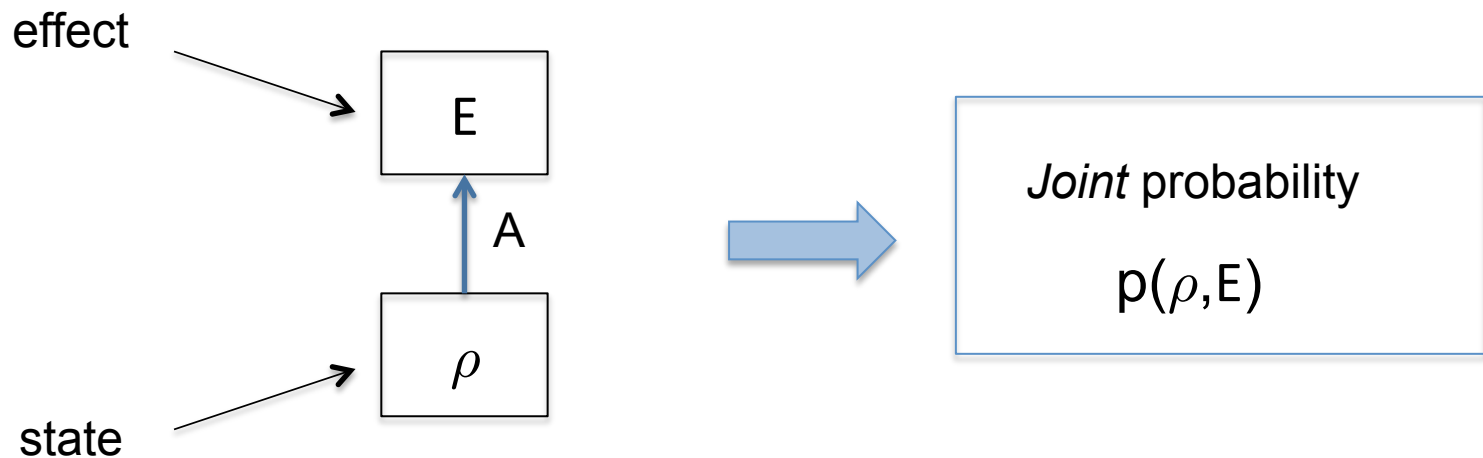 effect
E
A
ρ
state
Joint probability
p(ρ,E)